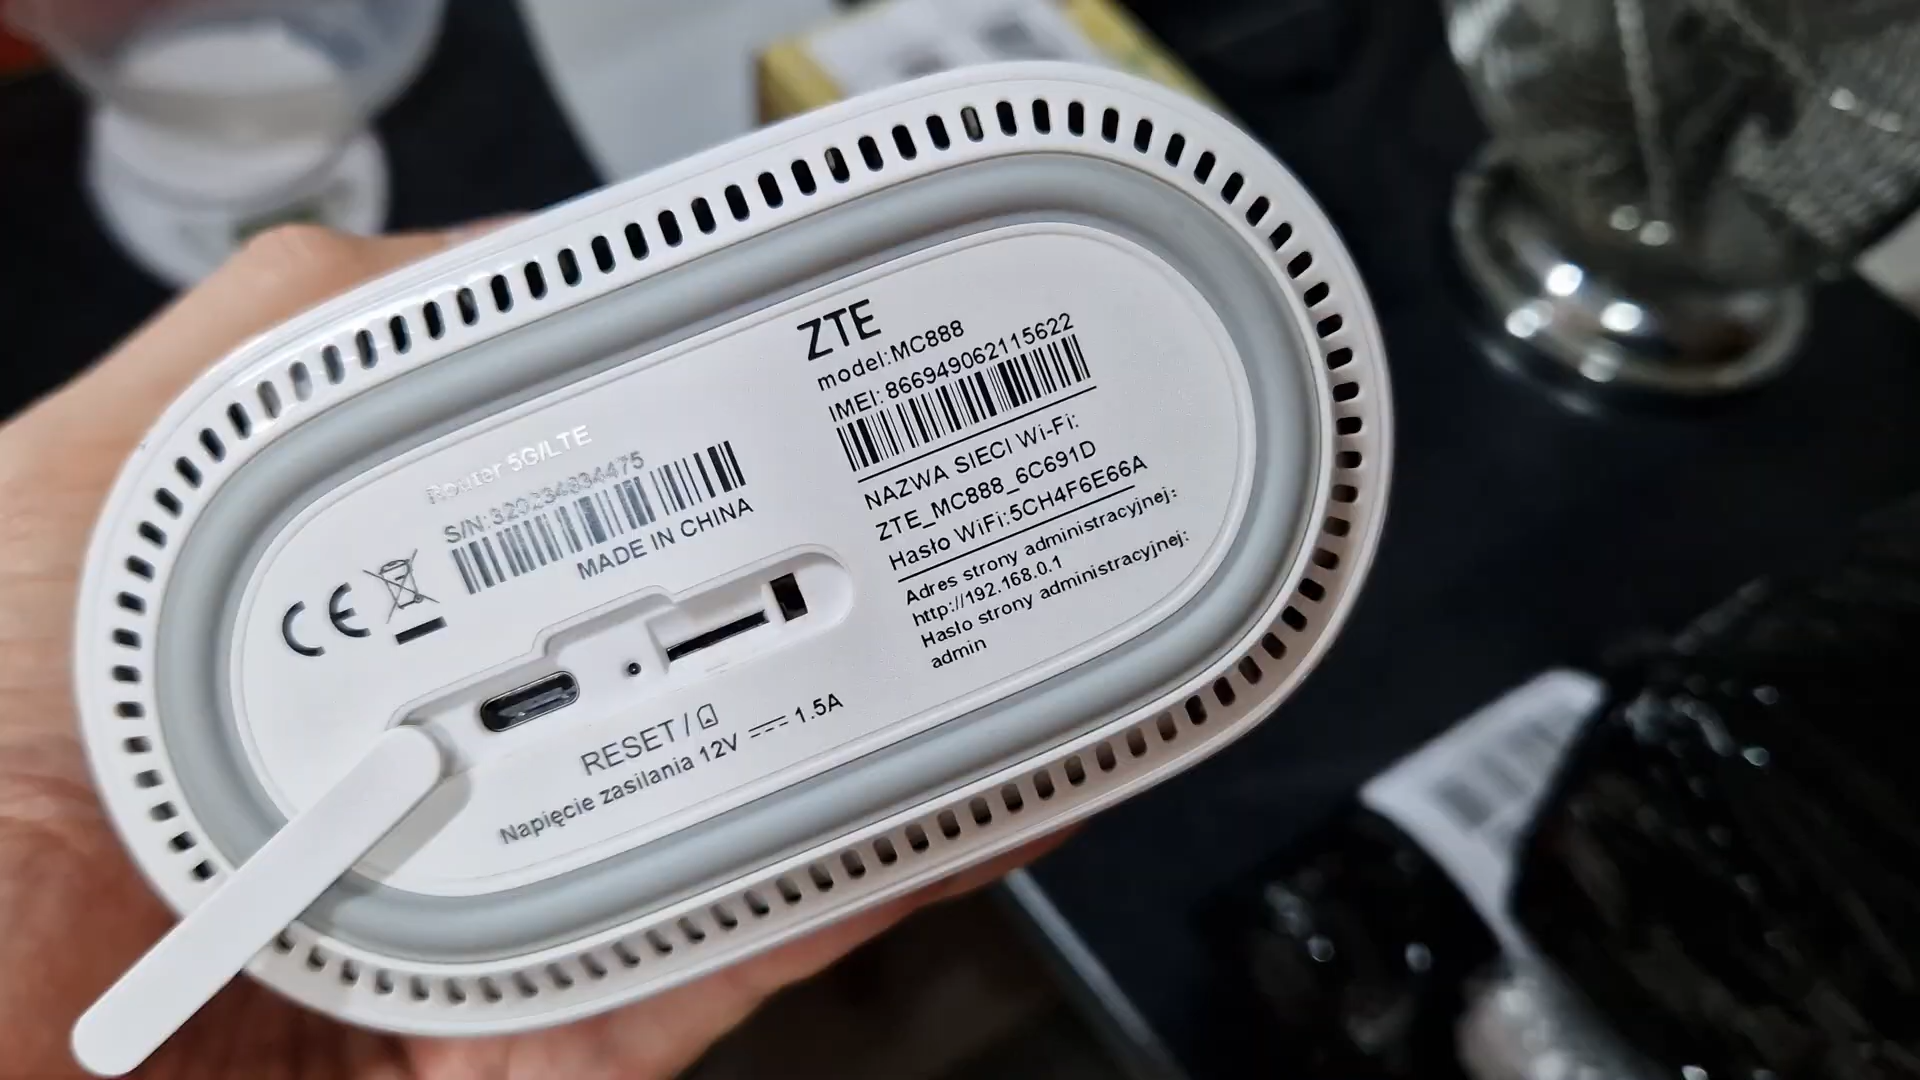 Router 5G/LTE
S/N:320234834475
MADE IN CHINA
CE
RESET /
Napięcie zasilania 12V 1.5A
ZTE
model:MC888
IMEI: 866949062115622
NAZWA SIECI Wi-Fi:
ZTE_MC888_6C691D
Hasło WiFi:5CH4F6E66A
Adres strony administracyjnej:
http://192.168.0.1
Hasło strony administracyjnej:
admin